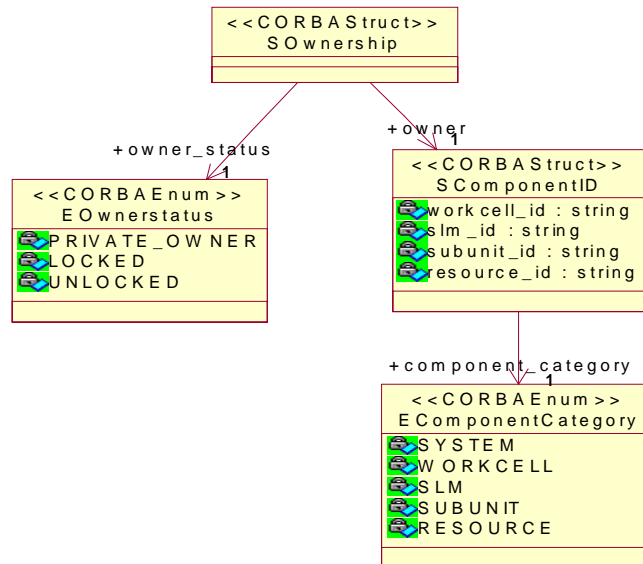 <<CORBAStruct>>
SOwnership
+owner_status
1
+owner
1
<<CORBAEnum>>
EOwnerstatus
PRIVATE_OWNER
LOCKED
UNLOCKED
<<CORBAStruct>>
SComponentID
workcell_id : string
slm_id : string
subunit_id : string
resource_id : string
+component_category
1
<<CORBAEnum>>
EComponentCategory
SYSTEM
WORKCELL
SLM
SUBUNIT
RESOURCE